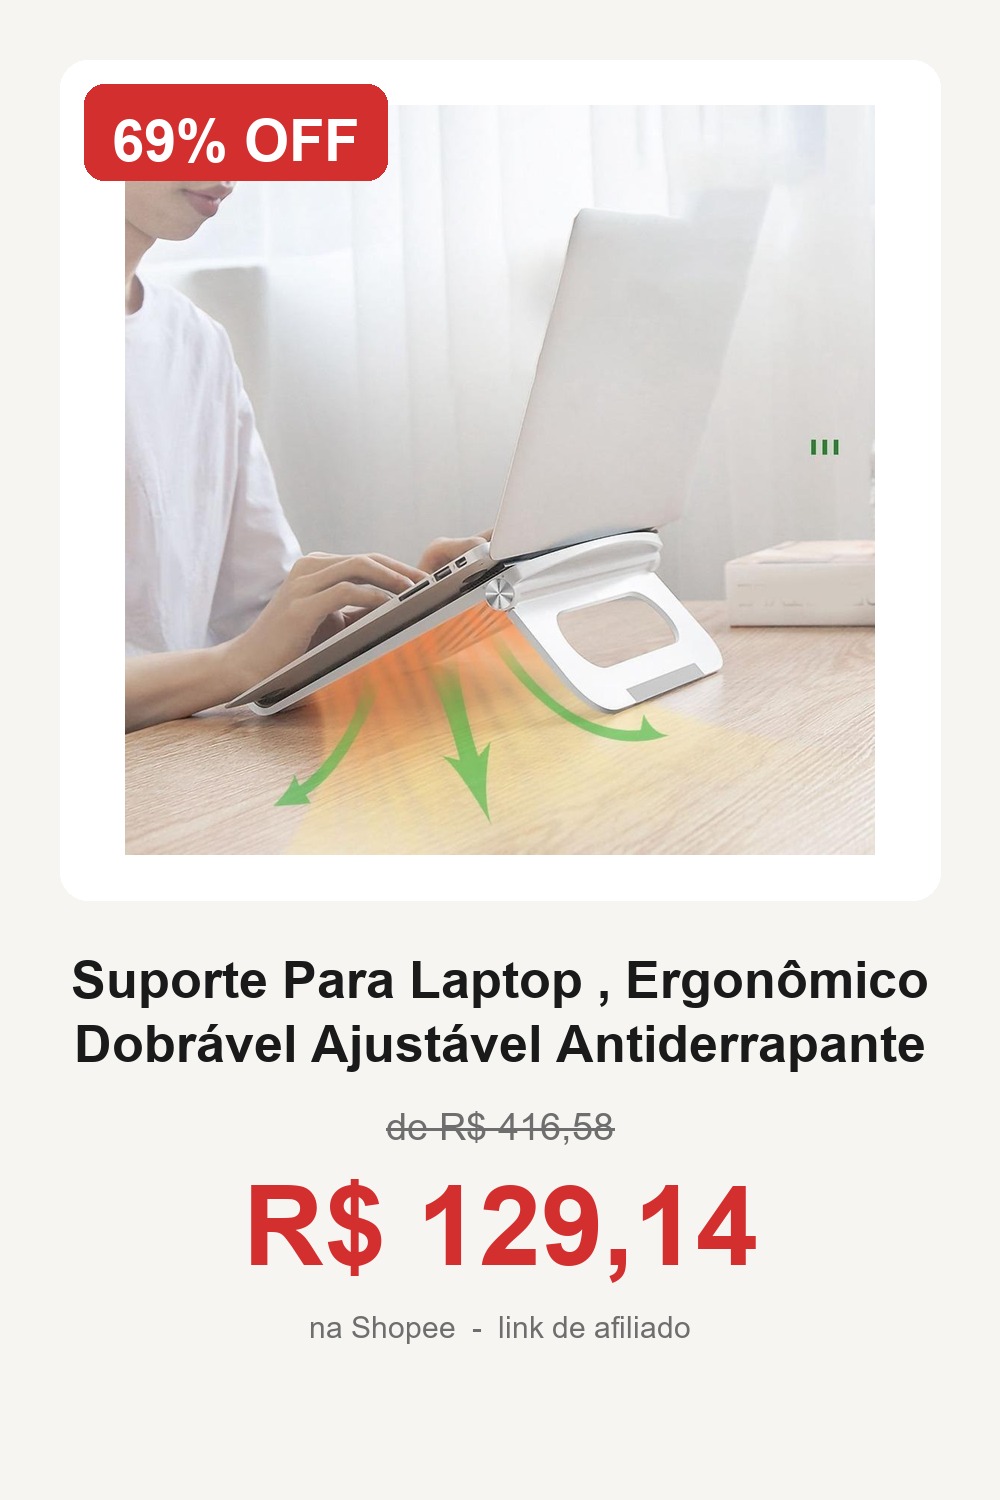 69% OFF
Suporte Para Laptop , Ergonômico
Dobrável Ajustável Antiderrapante
de R$ 416,58
R$ 129,14
na Shopee - link de afiliado